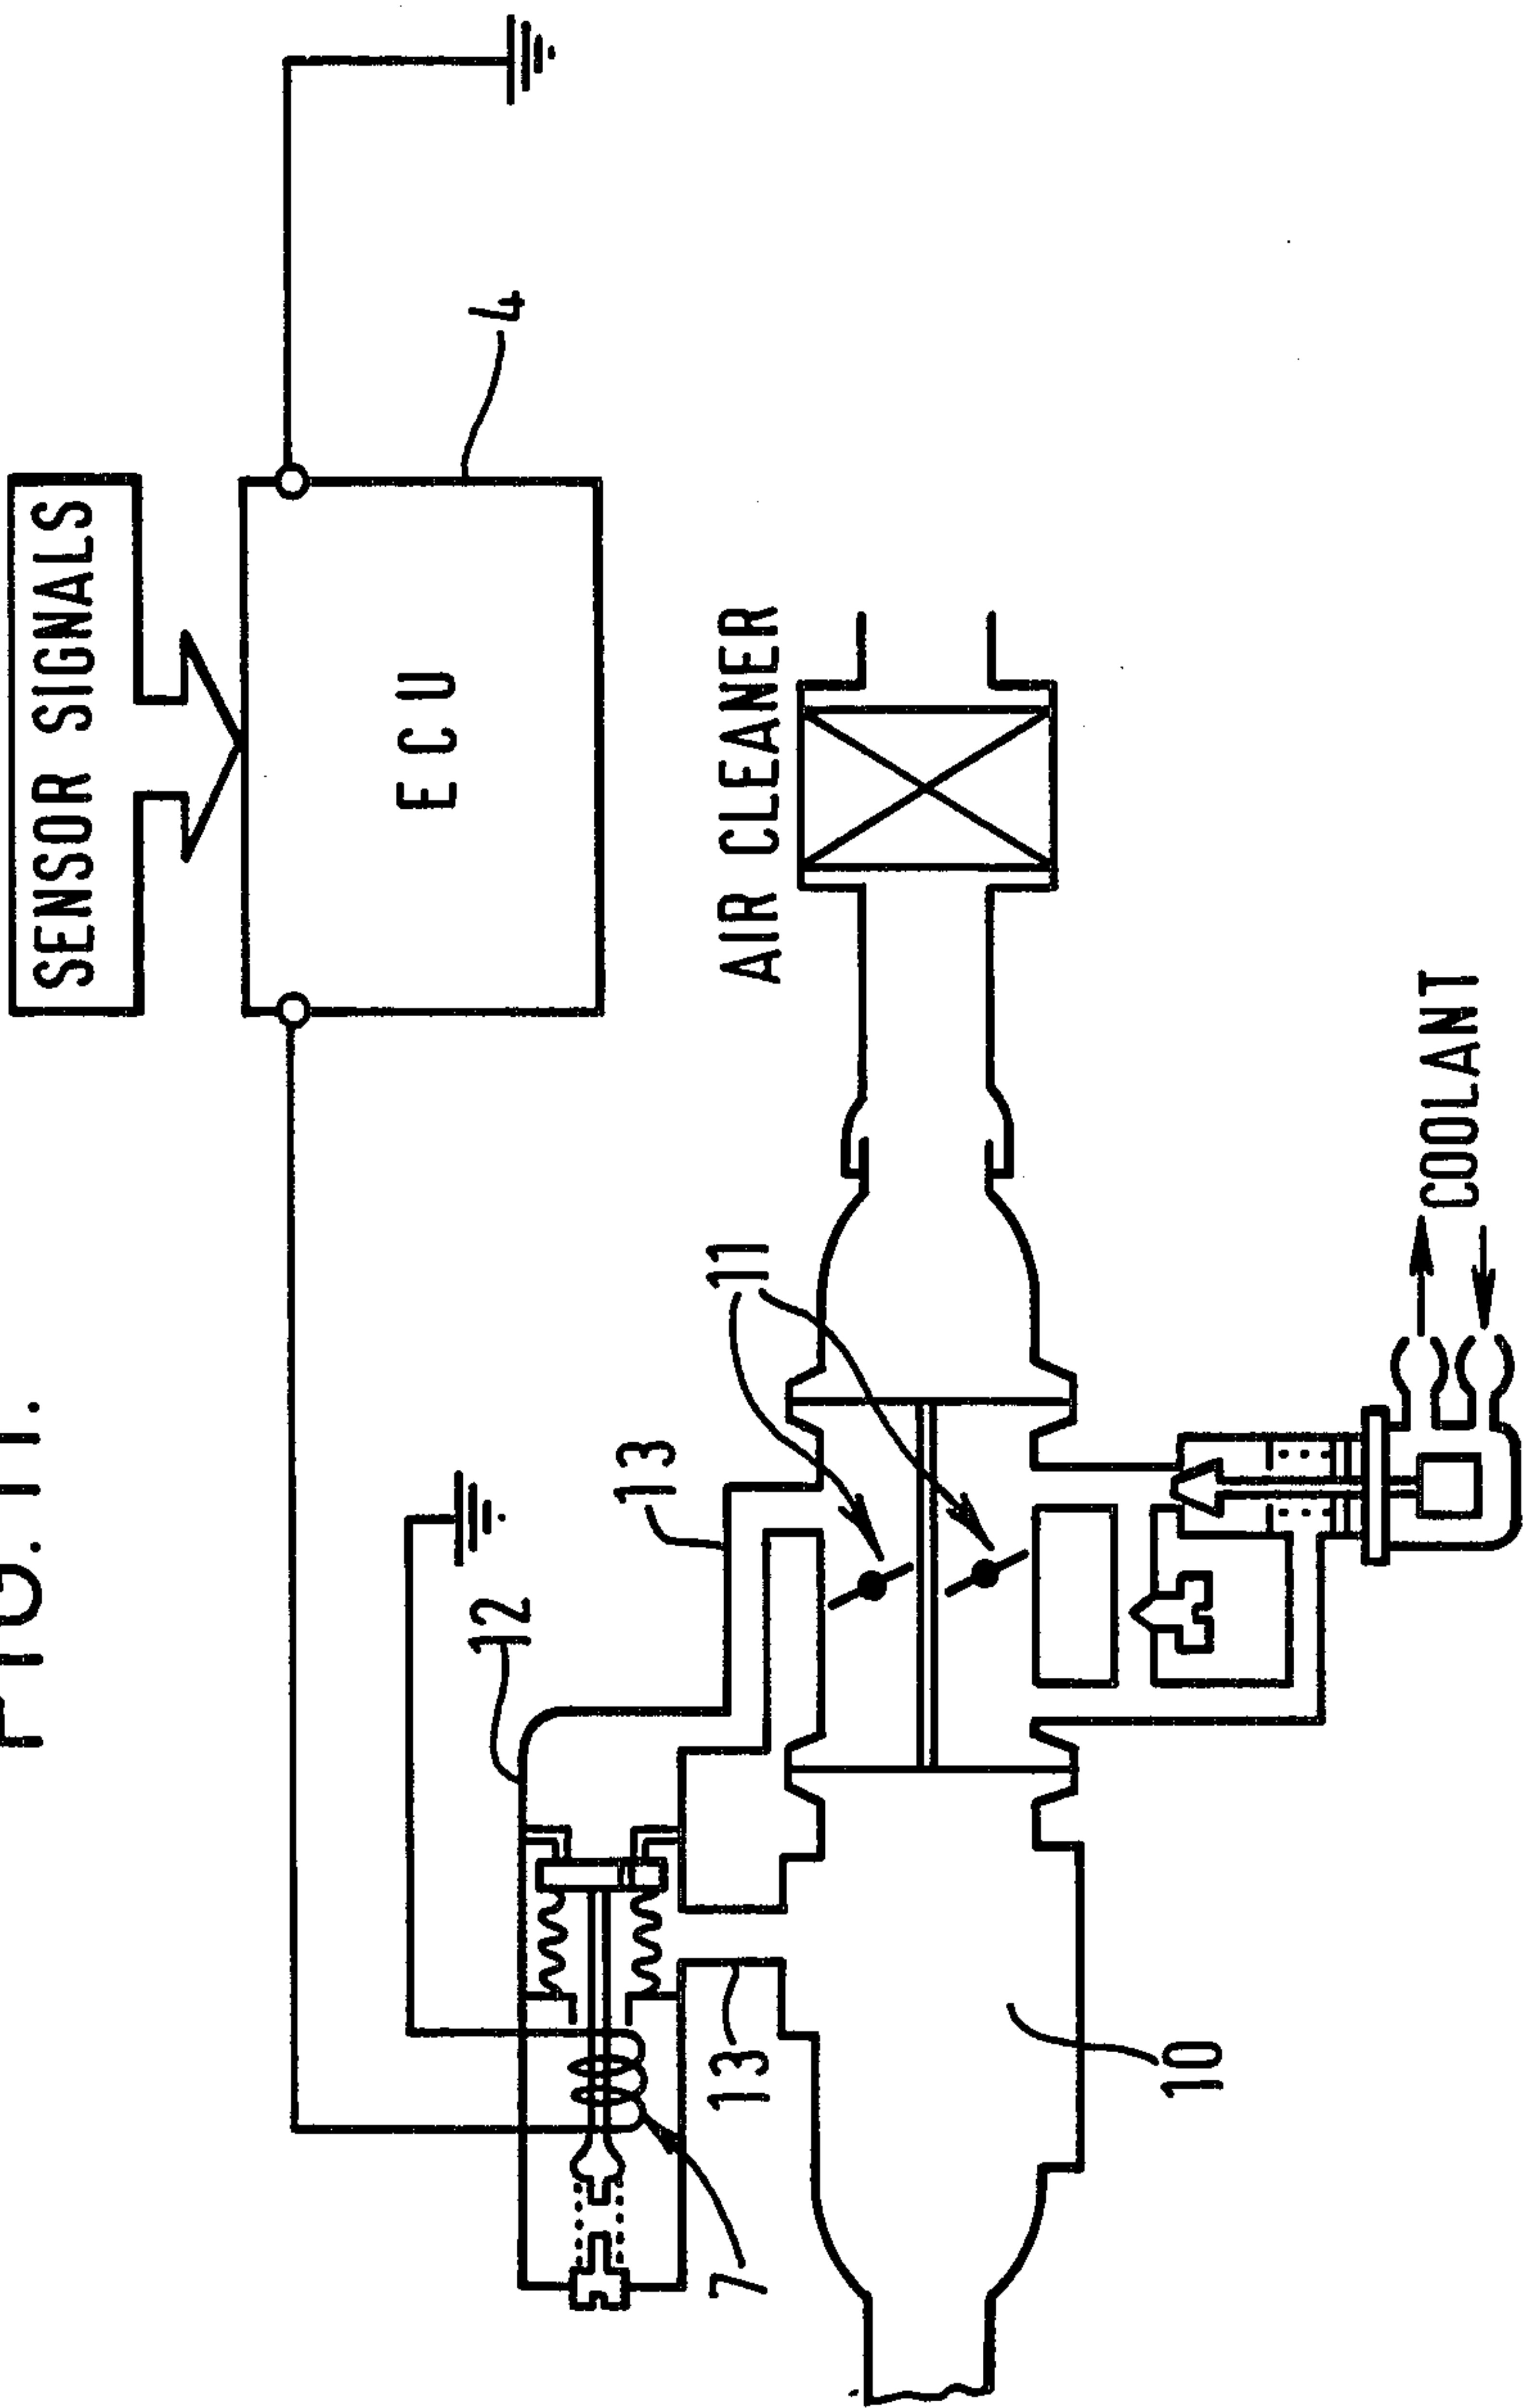 FIG. 11.
SENSOR SIGNALS
ECU
4
12
13
11
AIR CLEANER
7
13
10
COOLANT